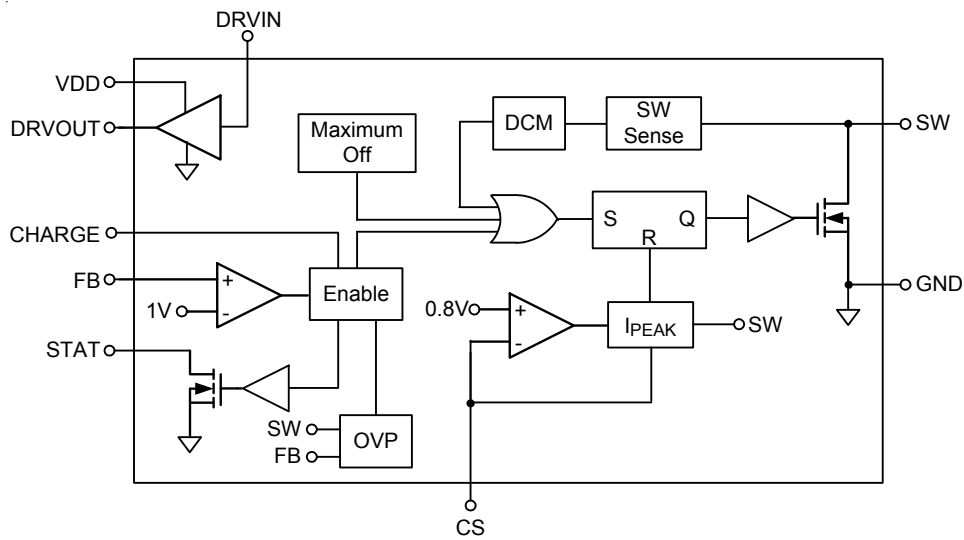 DRVIN
VDD
DRVOUT
Maximum
Off
DCM
SW
Sense
SW
CHARGE
S
Q
R
FB
+
-
1V
Enable
GND
0.8V
+
-
IPEAK
SW
STAT
SW
FB
OVP
CS